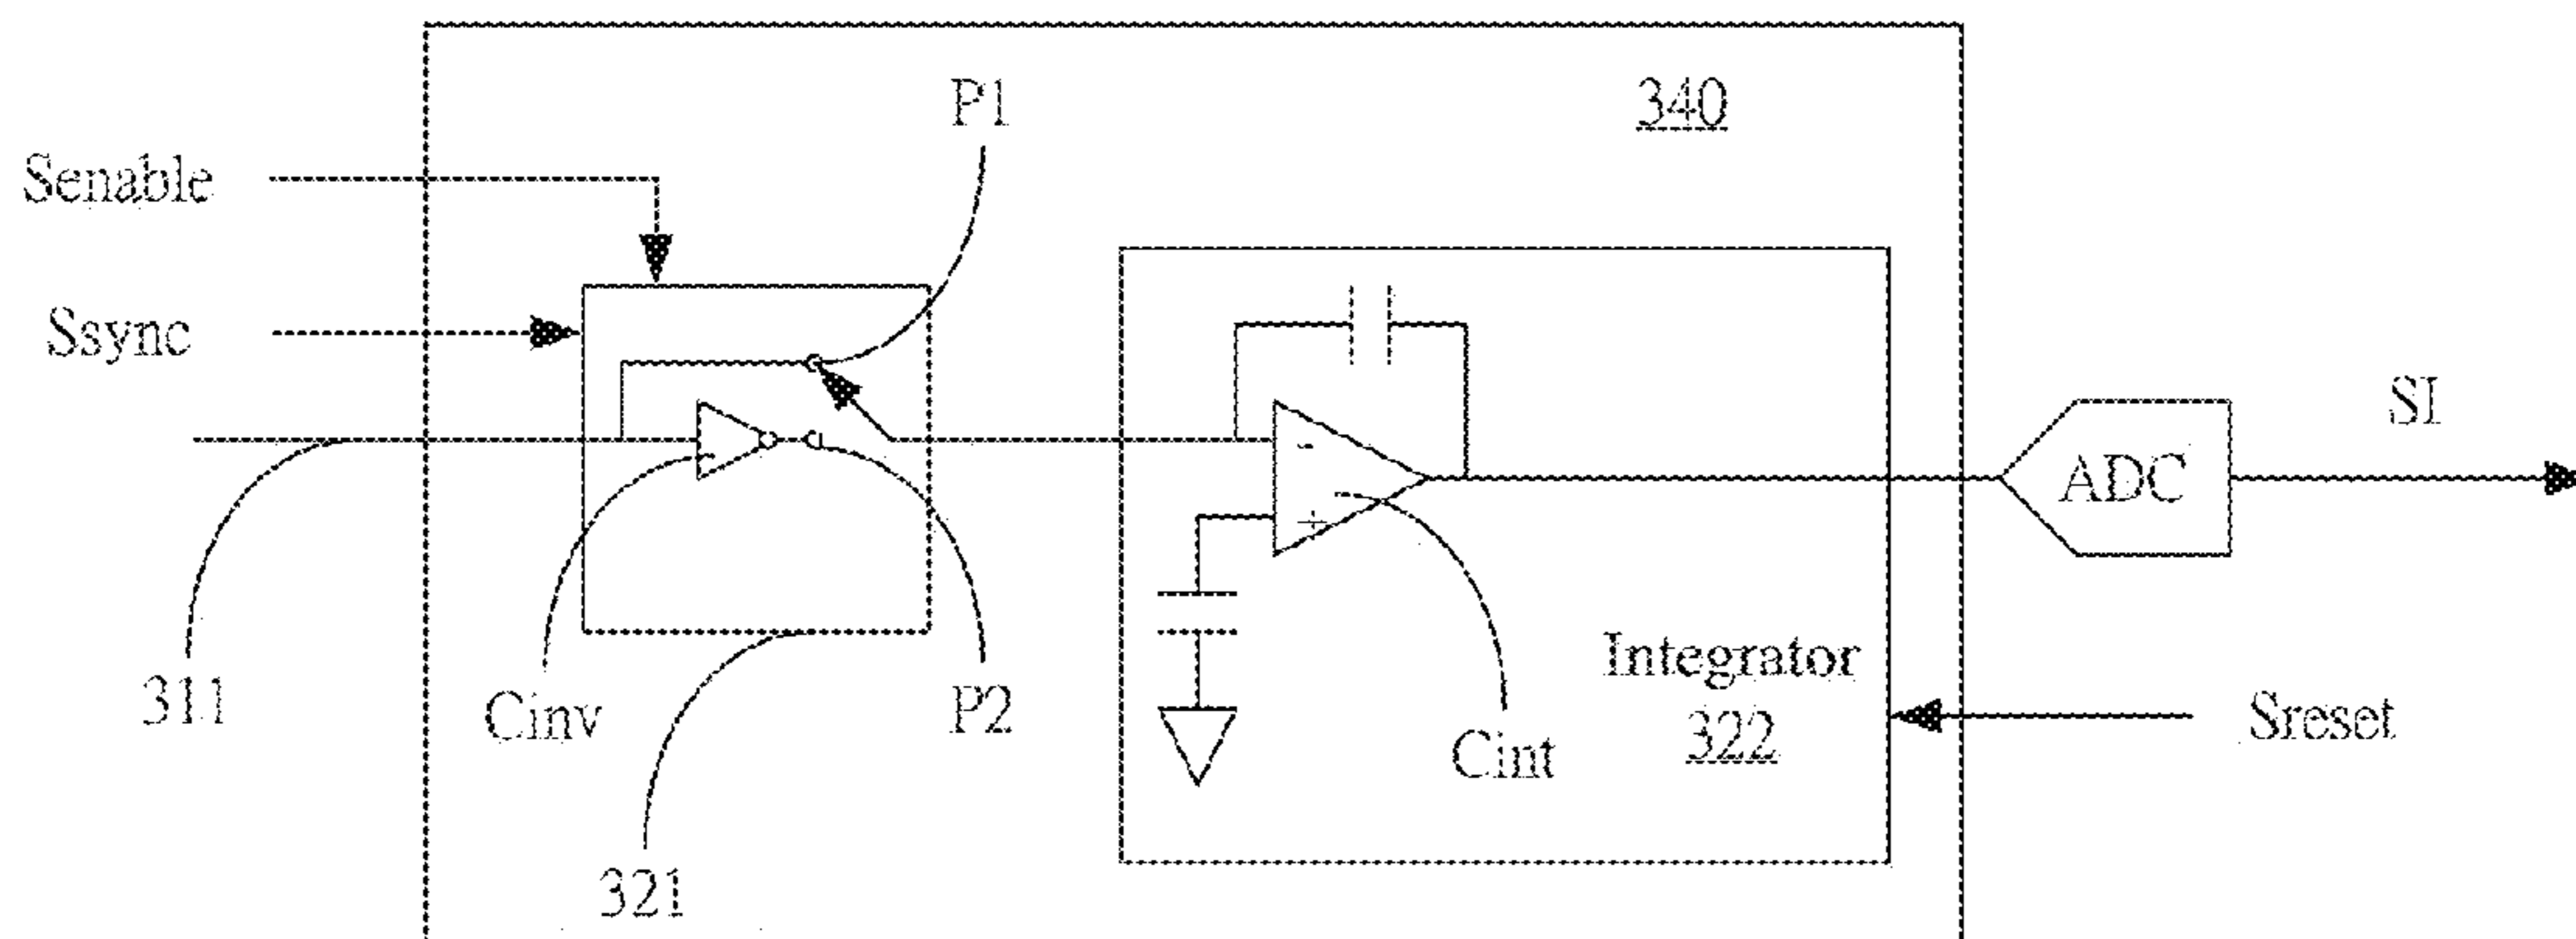 P1
340
Senable
Ssync
SI
ADC
-
+
311
Cinv
P2
Cint
Integrator
322
Sreset
321